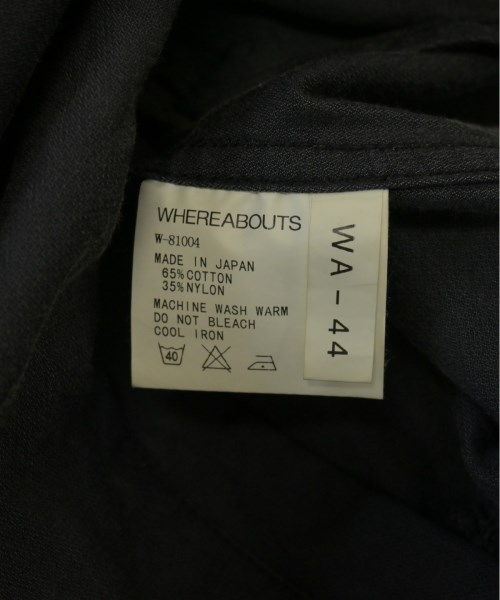 WHEREABOUTS
W-81004
MADE IN JAPAN
65%COTTON
35%NYLON
MACHINE WASH WARM
DO NOT BLEACH
COOL IRON
40
WA-44